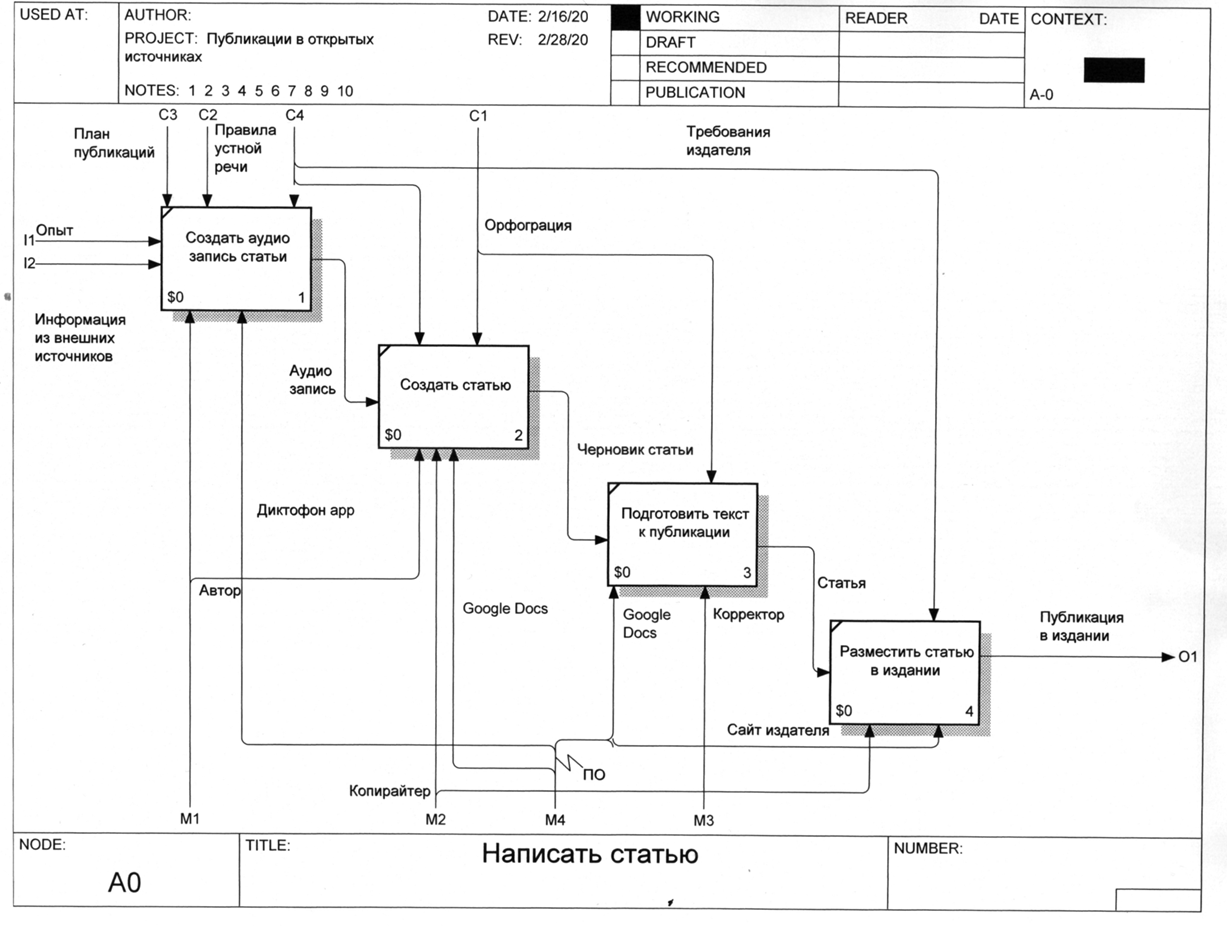 USED AT:
AUTHOR:
DATE: 2/16/20
PROJECT: Публикации в открытых
источниках
REV: 2/28/20
NOTES: 1 2 3 4 5 6 7 8 9 10
WORKING
DRAFT
RECOMMENDED
PUBLICATION
READER DATE
CONTEXT:
A-0
C3
C2
C4
C1
План
публикаций
Правила
устной
речи
Требования
издателя
I1
Опыт
I2
Создать аудио
запись статьи
$0 1
Орфограция
Информация
из внешних
источников
Аудио
запись
Создать статью
$0 2
Черновик статьи
Диктофон app
Подготовить текст
к публикации
$0 3
Автор
Google Docs
Google
Docs
Корректор
Статья
Публикация
в издании
O1
Разместить статью
в издании
$0 4
Сайт издателя
ПО
Копирайтер
M1
M2
M4
M3
NODE:
A0
TITLE:
Написать статью
NUMBER: